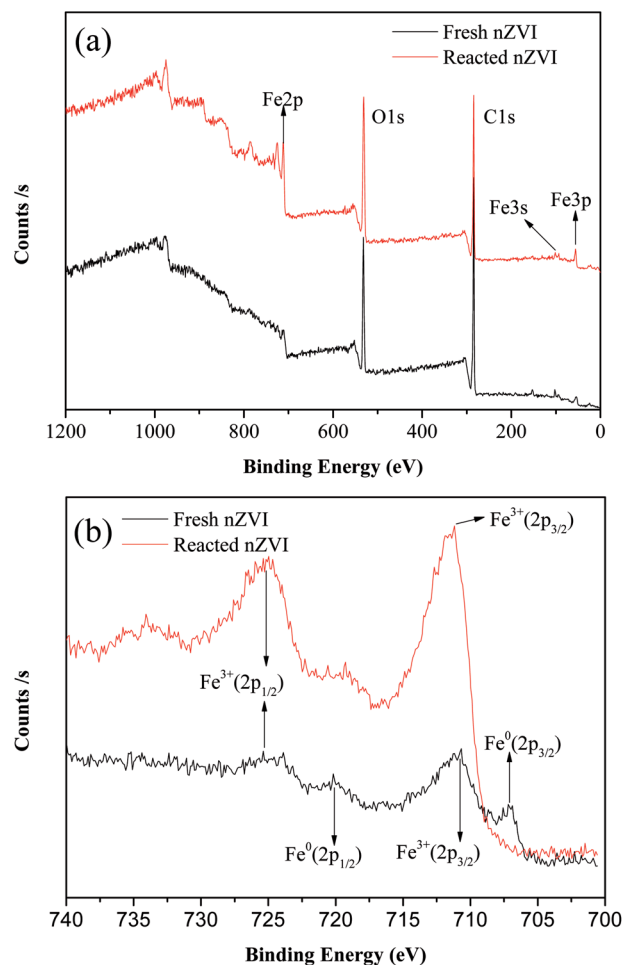 (a)
Fresh nZVI
Reacted nZVI
Fe2p
O1s
C1s
Fe3s
Fe3p
Counts /s
1200 1000 800 600 400 200 0
Binding Energy (eV)
(b)
Fresh nZVI
Reacted nZVI
Fe³⁺(2p₃/₂)
Fe³⁺(2p₁/₂)
Fe⁰(2p₃/₂)
Fe⁰(2p₁/₂)
Fe³⁺(2p₃/₂)
Counts /s
740 735 730 725 720 715 710 705 700
Binding Energy (eV)